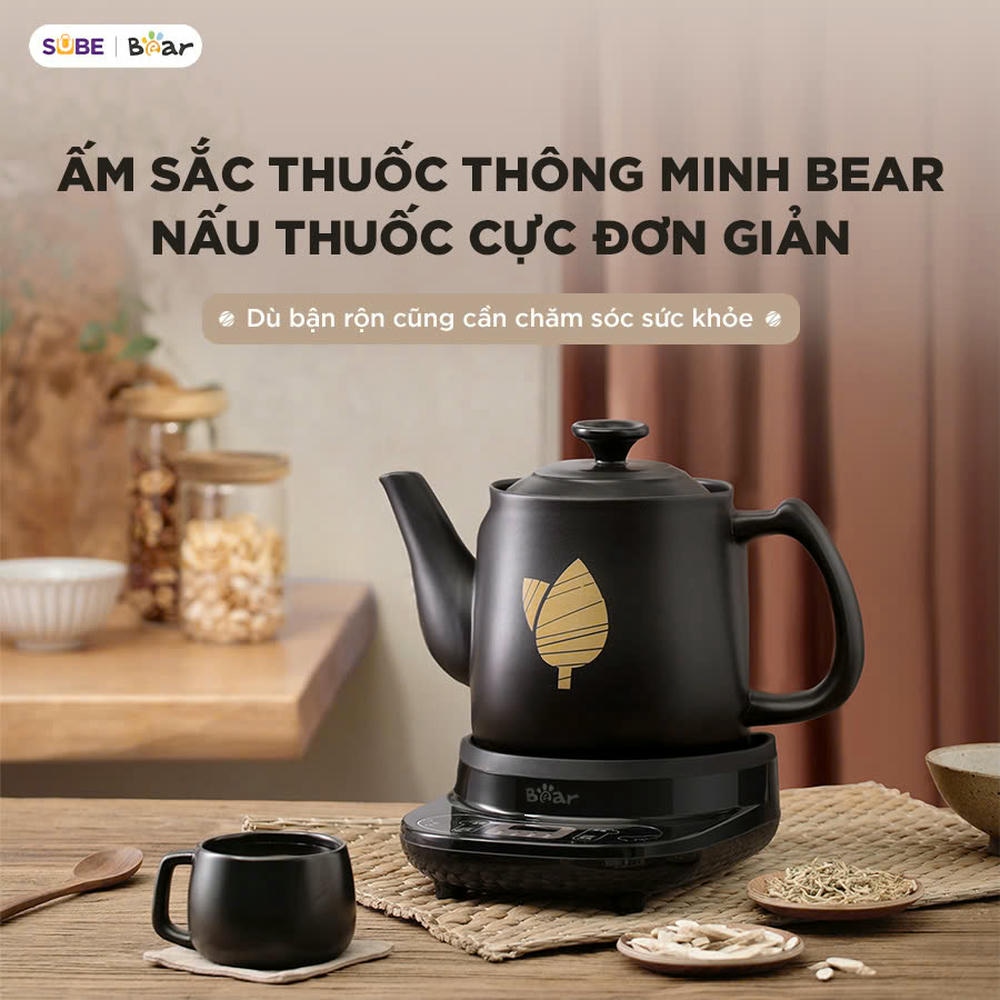 SUBE | Bear
ẤM SẮC THUỐC THÔNG MINH BEAR
NẤU THUỐC CỰC ĐƠN GIẢN
Dù bận rộn cũng cần chăm sóc sức khỏe
Bear